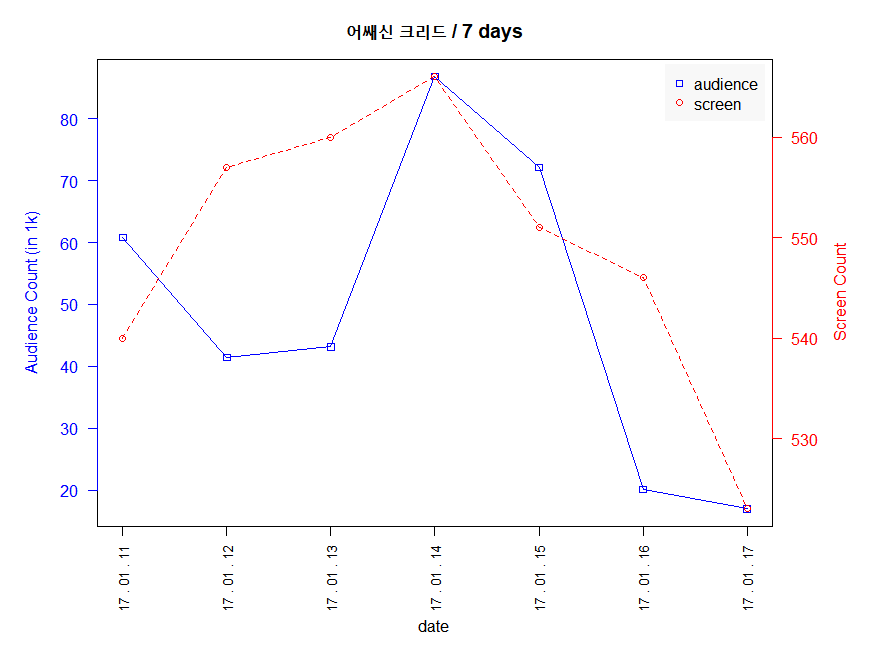 어쌔신 크리드 / 7 days
audience
screen
Audience Count (in 1k)
80
70
60
50
40
30
20
560
550
540
530
Screen Count
17 . 01 . 11
17 . 01 . 12
17 . 01 . 13
17 . 01 . 14
17 . 01 . 15
17 . 01 . 16
17 . 01 . 17
date